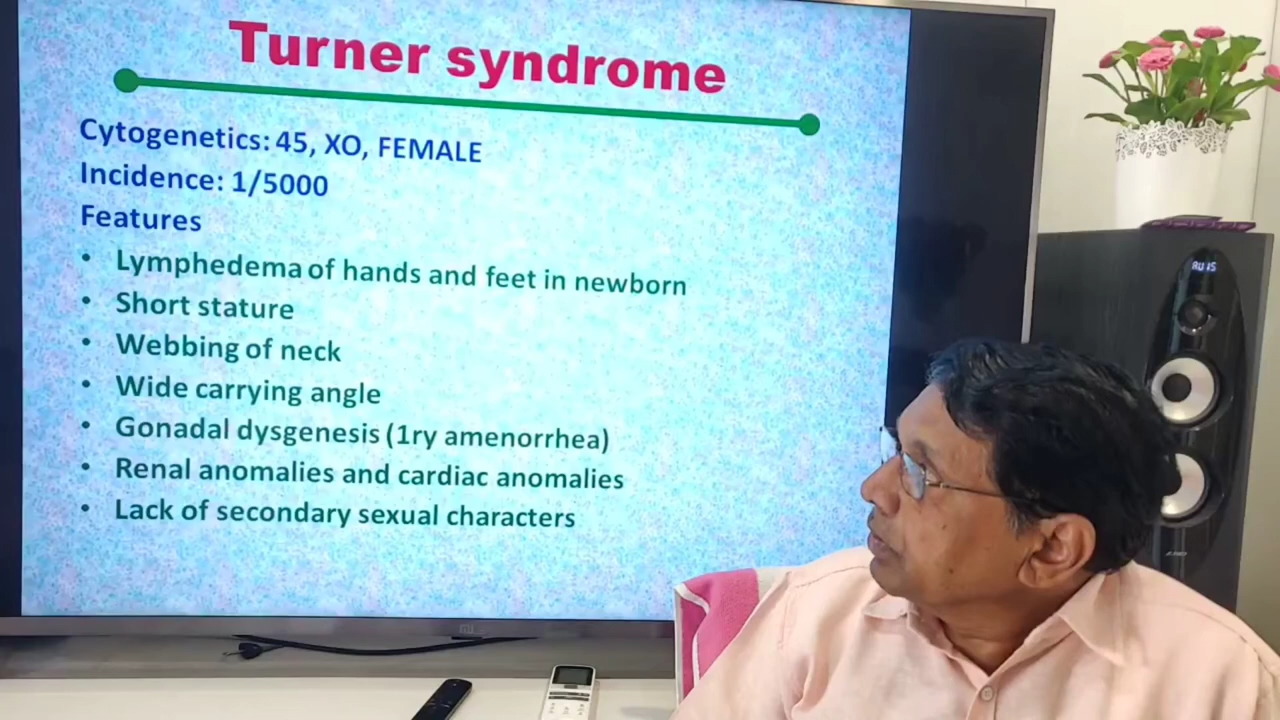 Turner syndrome
Cytogenetics: 45, XO, FEMALE
Incidence: 1/5000
Features
• Lymphedema of hands and feet in newborn
• Short stature
• Webbing of neck
• Wide carrying angle
• Gonadal dysgenesis (1ry amenorrhea)
• Renal anomalies and cardiac anomalies
• Lack of secondary sexual characters
mi